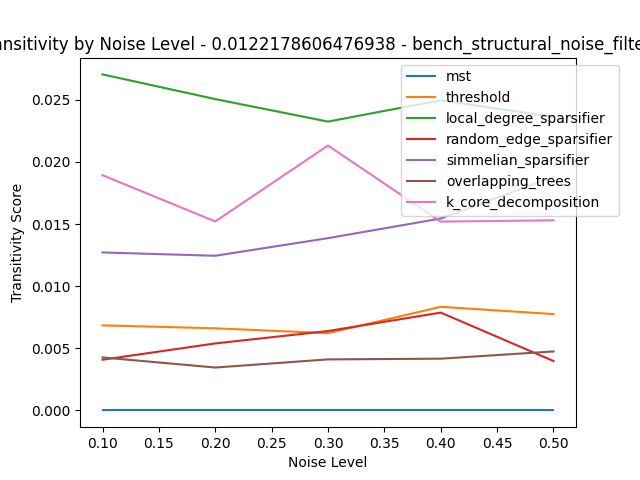 ansitivity by Noise Level - 0.0122178606476938 - bench_structural_noise_filte
mst
threshold
local_degree_sparsifier
random_edge_sparsifier
simmelian_sparsifier
overlapping_trees
k_core_decomposition
Transitivity Score
0.025
0.020
0.015
0.010
0.005
0.000
0.10 0.15 0.20 0.25 0.30 0.35 0.40 0.45 0.50
Noise Level